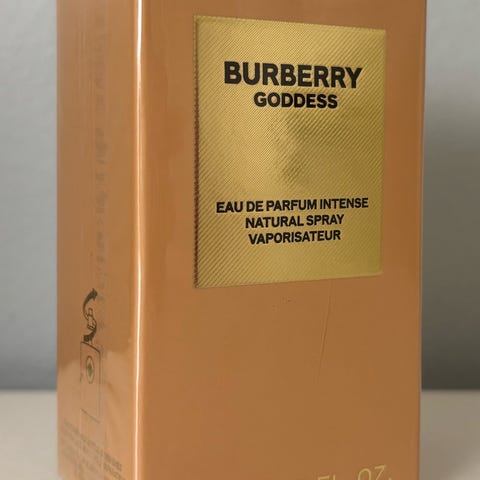 BURBERRY
GODDESS
EAU DE PARFUM INTENSE
NATURAL SPRAY
VAPORISATEUR